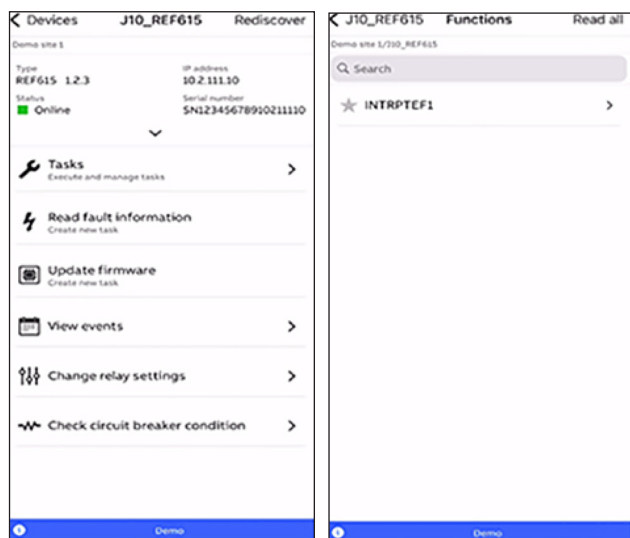 Devices J10_REF615 Rediscover
Demo site 1
Type IP address
REF615 1.2.3 10.2.111.10
Status Serial number
Online SN12345678910211110
Tasks
Execute and manage tasks
Read fault information
Create new task
Update firmware
Create new task
View events
Change relay settings
Check circuit breaker condition
Demo
J10_REF615 Functions Read all
Demo site 1/J10_REF615
Search
INTRPTEF1
Demo